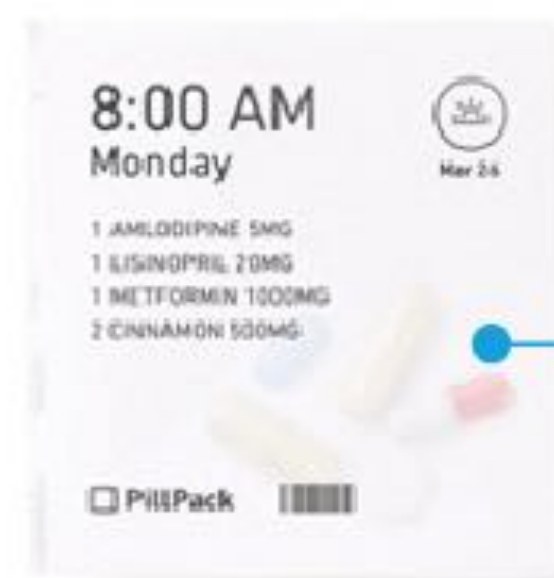 8:00 AM
Monday
Mar 26
1 AMLODIPINE 5MG
1 LISINOPRIL 20MG
1 METFORMIN 1000MG
2 CINNAMON 500MG
PillPack